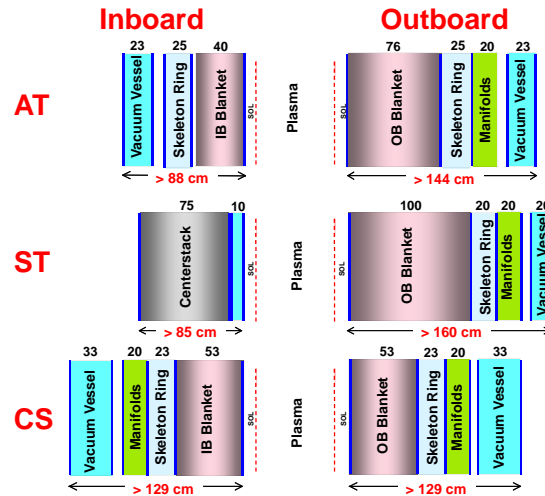 Inboard
Outboard
AT
23
25
40
76
25
20
23
Vacuum Vessel
Skeleton Ring
IB Blanket
SOL
Plasma
SOL
OB Blanket
Skeleton Ring
Manifolds
Vacuum Vessel
> 88 cm
> 144 cm
ST
75
10
100
20
20
20
Centerstack
SOL
Plasma
SOL
OB Blanket
Skeleton Ring
Manifolds
Vacuum Vessel
> 85 cm
> 160 cm
CS
33
20
23
53
53
23
20
33
Vacuum Vessel
Manifolds
Skeleton Ring
IB Blanket
SOL
Plasma
SOL
OB Blanket
Skeleton Ring
Manifolds
Vacuum Vessel
> 129 cm
> 129 cm